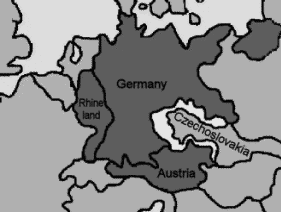 Germany
Rhine
land
Czechoslovakia
Austria